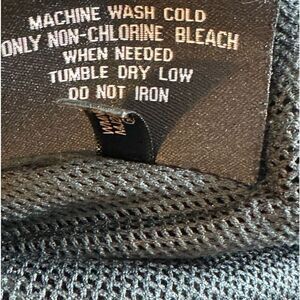 MACHINE WASH COLD
ONLY NON-CHLORINE BLEACH
WHEN NEEDED
TUMBLE DRY LOW
DO NOT IRON